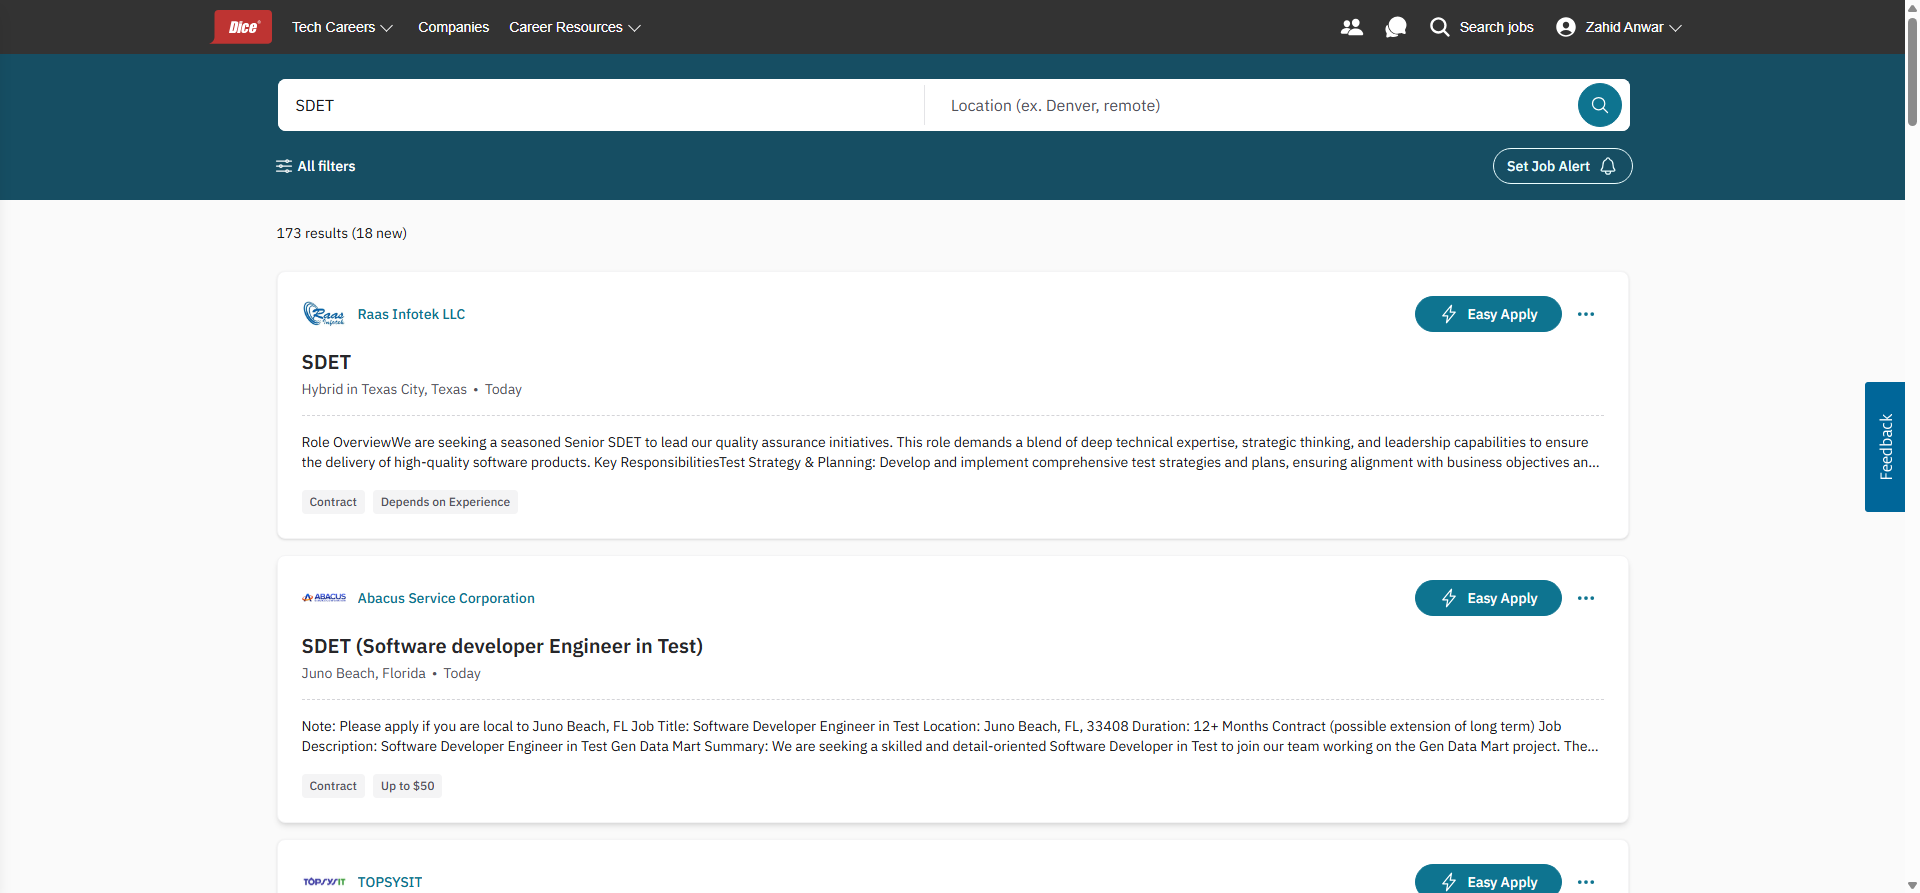 Dice
Tech Careers
Companies
Career Resources
Search jobs
Zahid Anwar
SDET
Location (ex. Denver, remote)
All filters
Set Job Alert
173 results (18 new)
Raas Infotek
Raas Infotek LLC
Easy Apply
SDET
Hybrid in Texas City, Texas • Today
Role OverviewWe are seeking a seasoned Senior SDET to lead our quality assurance initiatives. This role demands a blend of deep technical expertise, strategic thinking, and leadership capabilities to ensure
the delivery of high-quality software products. Key ResponsibilitiesTest Strategy & Planning: Develop and implement comprehensive test strategies and plans, ensuring alignment with business objectives an...
Contract
Depends on Experience
Feedback
ABACUS
Abacus Service Corporation
Easy Apply
SDET (Software developer Engineer in Test)
Juno Beach, Florida • Today
Note: Please apply if you are local to Juno Beach, FL Job Title: Software Developer Engineer in Test Location: Juno Beach, FL, 33408 Duration: 12+ Months Contract (possible extension of long term) Job
Description: Software Developer Engineer in Test Gen Data Mart Summary: We are seeking a skilled and detail-oriented Software Developer in Test to join our team working on the Gen Data Mart project. The...
Contract
Up to $50
TOPSYSIT
TOPSYSIT
Easy Apply